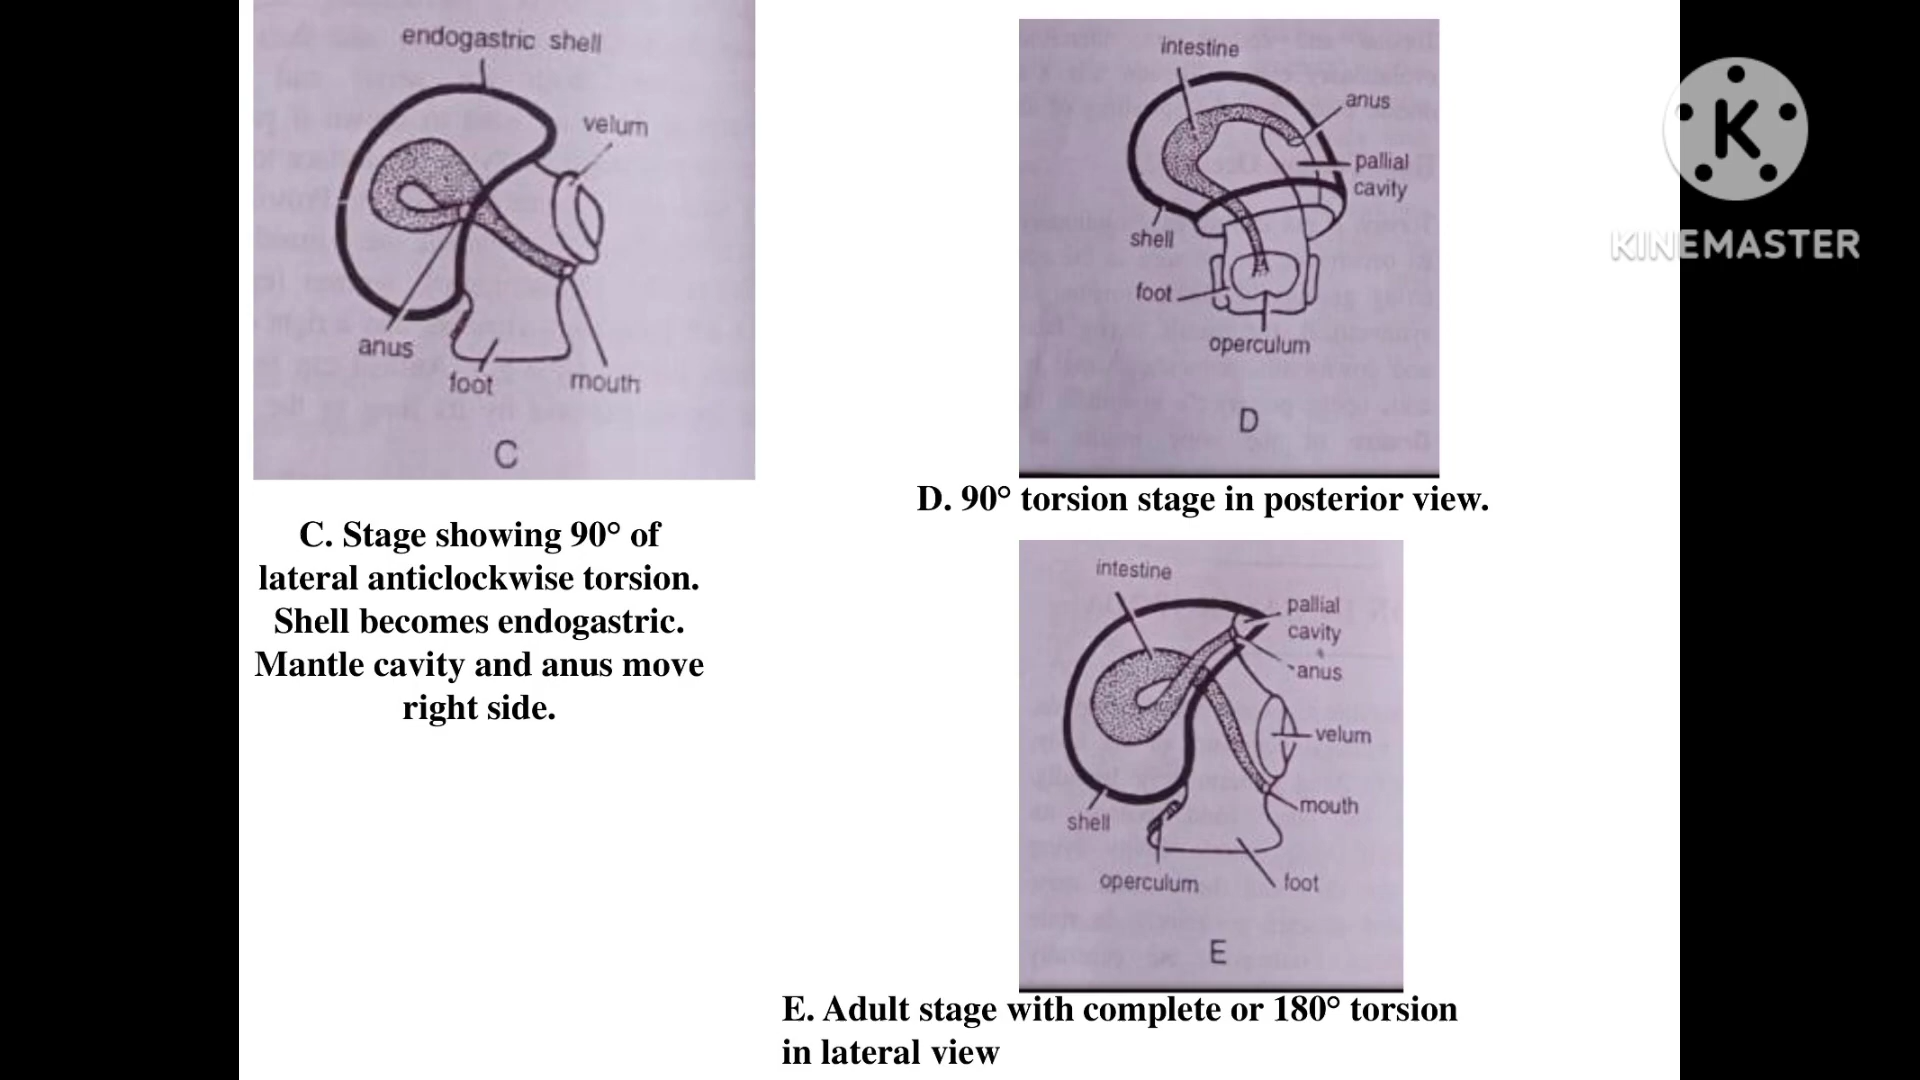 endogastric shell
velum
anus
foot
mouth
C
C. Stage showing 90° of
lateral anticlockwise torsion.
Shell becomes endogastric.
Mantle cavity and anus move
right side.
intestine
anus
pallial
cavity
shell
foot
operculum
D
D. 90° torsion stage in posterior view.
intestine
pallial
cavity
anus
velum
mouth
shell
operculum
foot
E
E. Adult stage with complete or 180° torsion
in lateral view
K
KINEMASTER